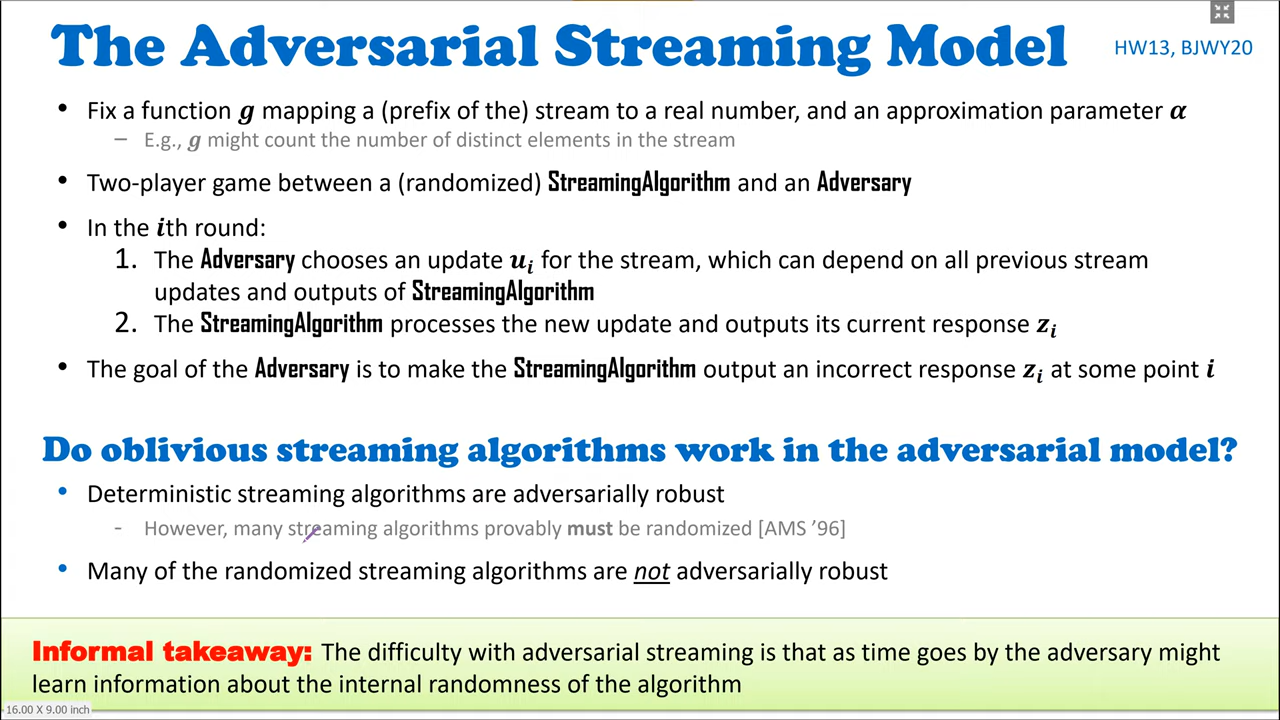 The Adversarial Streaming Model
HW13, BJWY20
• Fix a function g mapping a (prefix of the) stream to a real number, and an approximation parameter α
– E.g., g might count the number of distinct elements in the stream
• Two-player game between a (randomized) StreamingAlgorithm and an Adversary
• In the ith round:
1. The Adversary chooses an update uᵢ for the stream, which can depend on all previous stream
updates and outputs of StreamingAlgorithm
2. The StreamingAlgorithm processes the new update and outputs its current response zᵢ
• The goal of the Adversary is to make the StreamingAlgorithm output an incorrect response zᵢ at some point i
Do oblivious streaming algorithms work in the adversarial model?
• Deterministic streaming algorithms are adversarially robust
- However, many streaming algorithms provably must be randomized [AMS ’96]
• Many of the randomized streaming algorithms are not adversarially robust
Informal takeaway: The difficulty with adversarial streaming is that as time goes by the adversary might
learn information about the internal randomness of the algorithm
16.00 X 9.00 inch